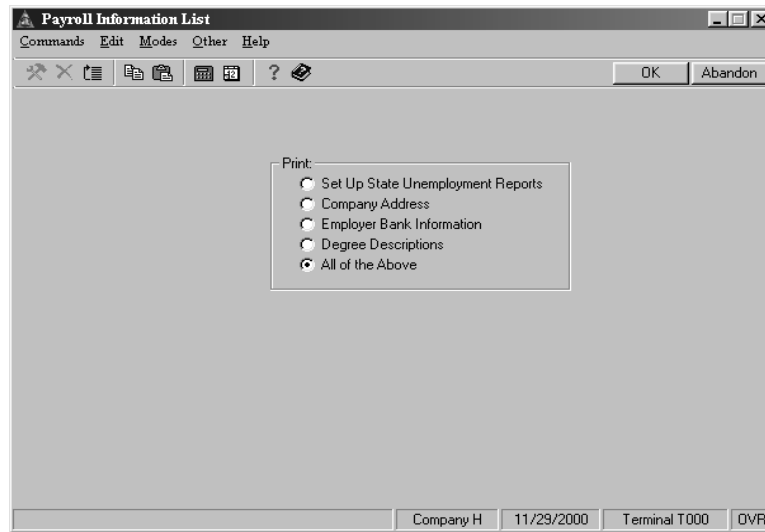 Payroll Information List
Commands Edit Modes Other Help
OK Abandon
Print:
Set Up State Unemployment Reports
Company Address
Employer Bank Information
Degree Descriptions
All of the Above
Company H 11/29/2000 Terminal T000 OVR